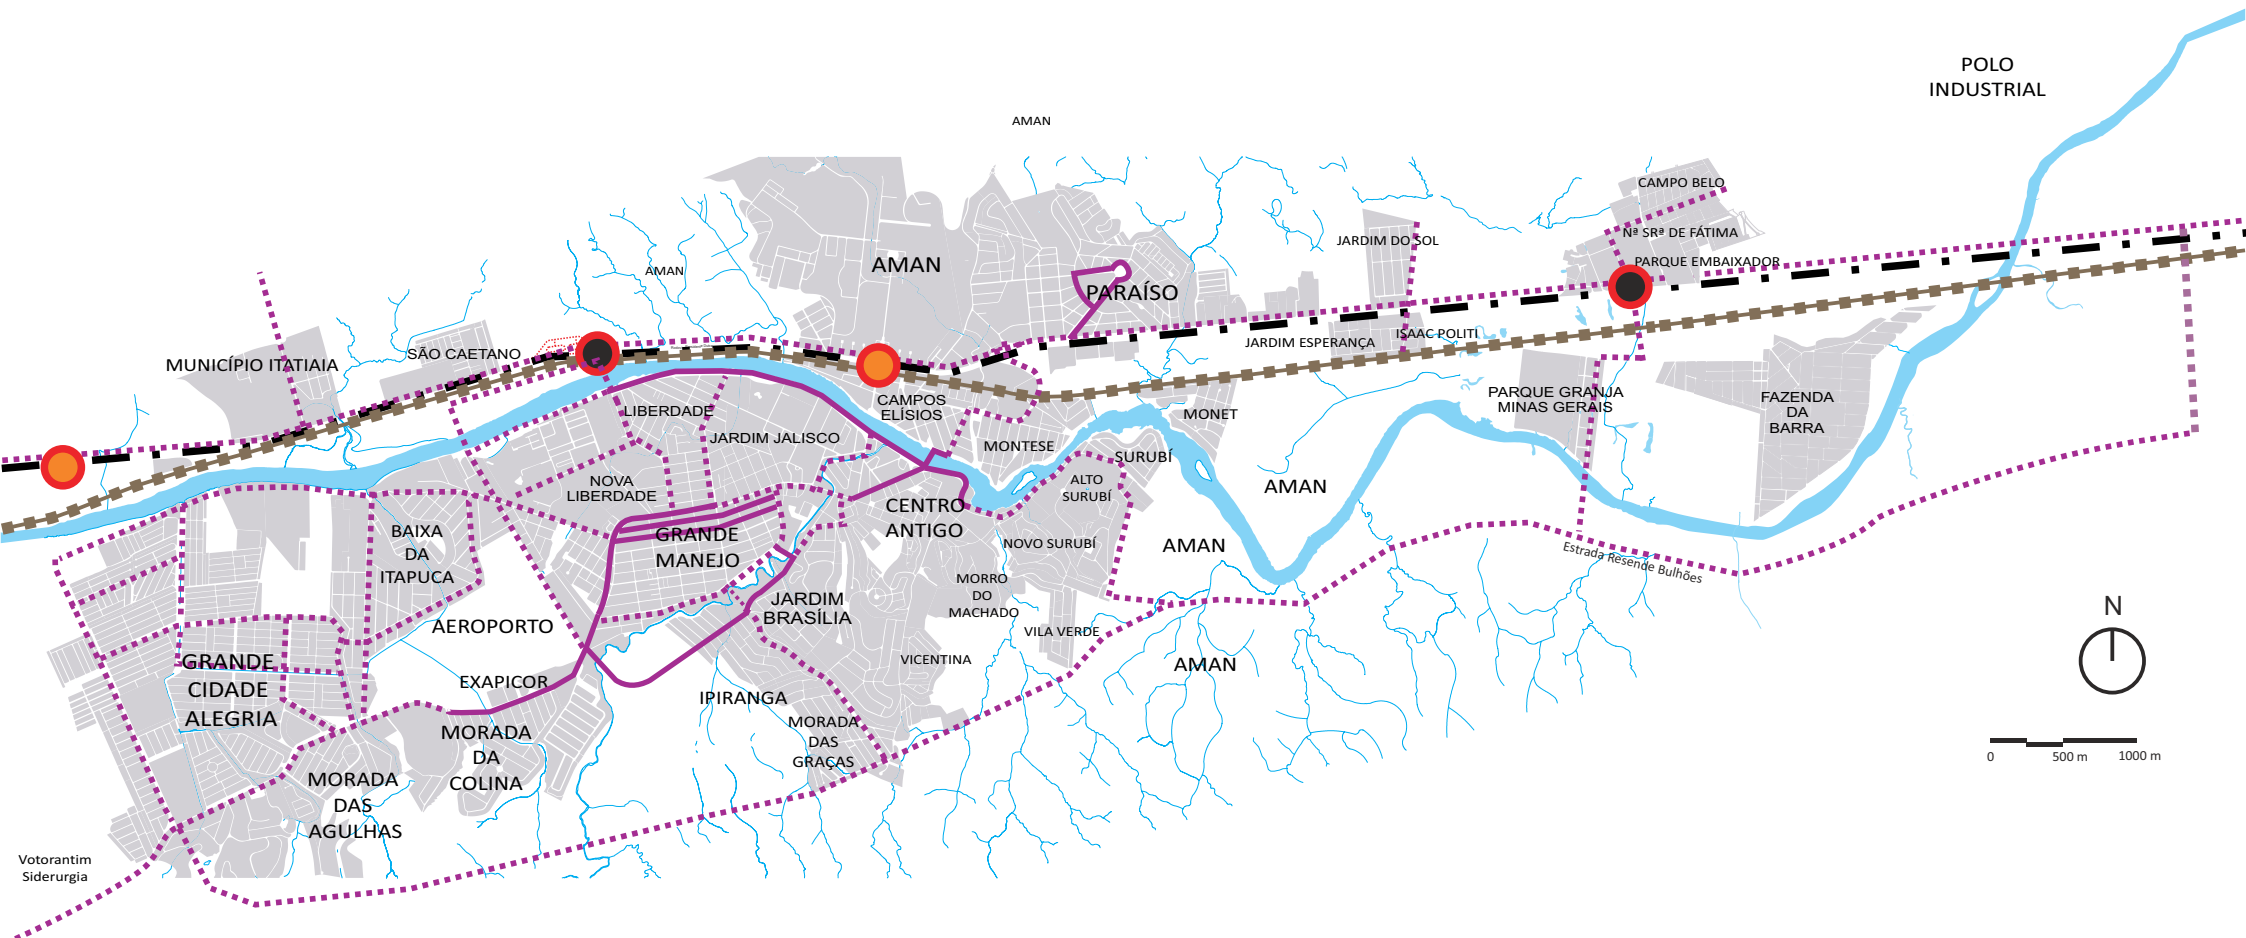 POLO
INDUSTRIAL
AMAN
CAMPO BELO
Nª SRª DE FÁTIMA
JARDIM DO SOL
PARQUE EMBAIXADOR
AMAN
AMAN
PARAÍSO
ISAAC POLITI
JARDIM ESPERANÇA
SÃO CAETANO
MUNICÍPIO ITATIAIA
PARQUE GRANJA
MINAS GERAIS
FAZENDA
DA
BARRA
CAMPOS
ELÍSIOS
LIBERDADE
MONET
JARDIM JALISCO
MONTESE
SURUBÍ
NOVA
LIBERDADE
ALTO
SURUBÍ
AMAN
CENTRO
ANTIGO
BAIXA
DA
ITAPUCA
GRANDE
MANEJO
NOVO SURUBÍ
AMAN
Estrada Resende Bulhões
MORRO
DO
MACHADO
JARDIM
BRASÍLIA
N
AEROPORTO
VILA VERDE
GRANDE
CIDADE
ALEGRIA
VICENTINA
AMAN
EXAPICOR
IPIRANGA
MORADA
DAS
GRAÇAS
MORADA
DA
COLINA
0 500 m 1000 m
MORADA
DAS
AGULHAS
Votorantim
Siderurgia